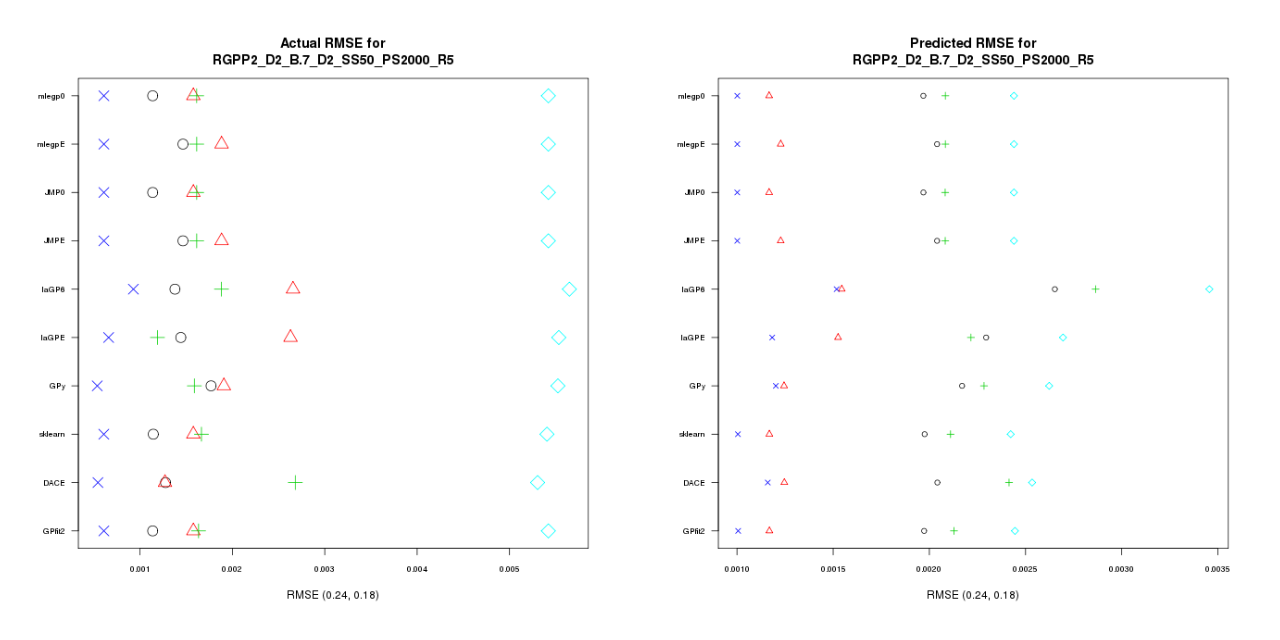 Actual RMSE for
RGPP2_D2_B.7_D2_SS50_PS2000_R5
mlegp0
mlegpE
JMP0
JMPE
laGP6
laGPE
GPy
sklearn
DACE
GPfit2
0.001 0.002 0.003 0.004 0.005
RMSE (0.24, 0.18)
Predicted RMSE for
RGPP2_D2_B.7_D2_SS50_PS2000_R5
mlegp0
mlegpE
JMP0
JMPE
laGP6
laGPE
GPy
sklearn
DACE
GPfit2
0.0010 0.0015 0.0020 0.0025 0.0030 0.0035
RMSE (0.24, 0.18)